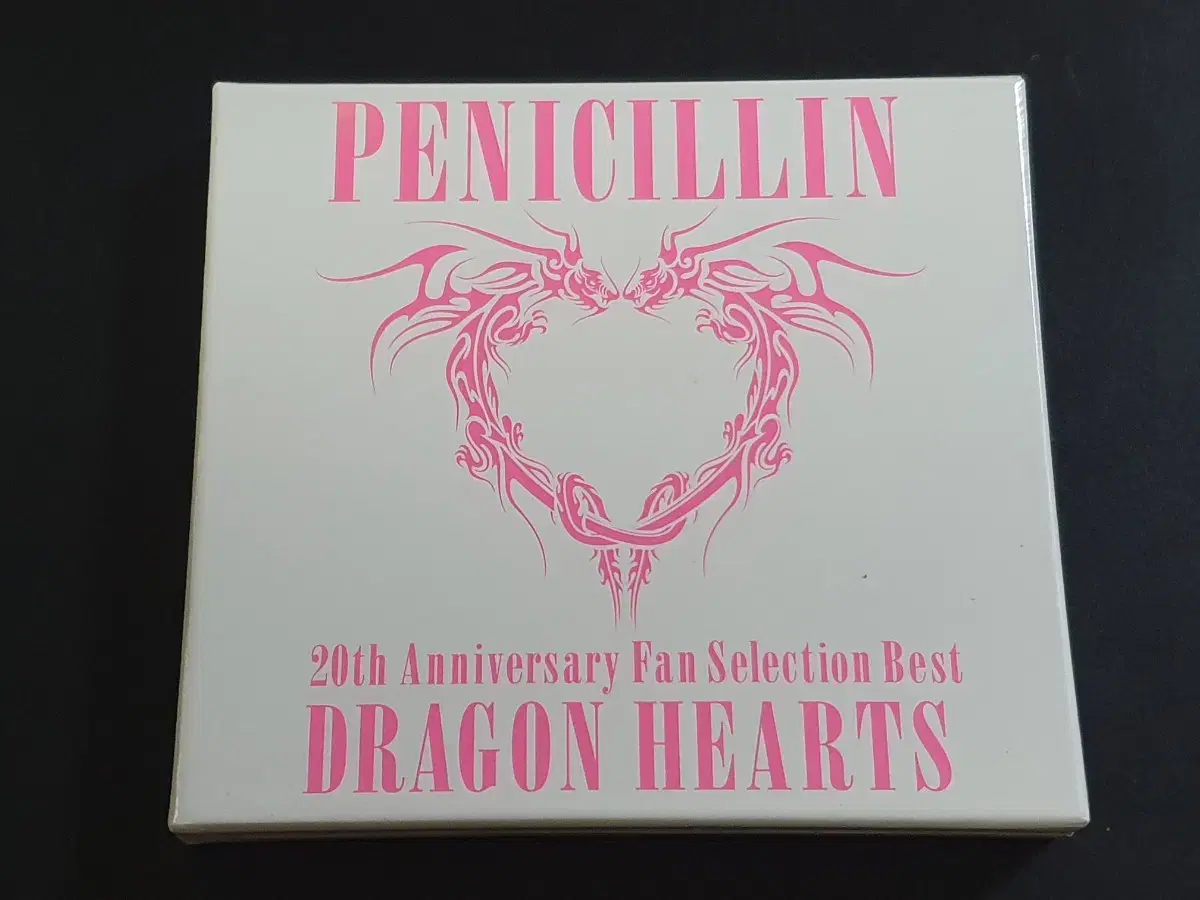 PENICILLIN
20th Anniversary Fan Selection Best
DRAGON HEARTS